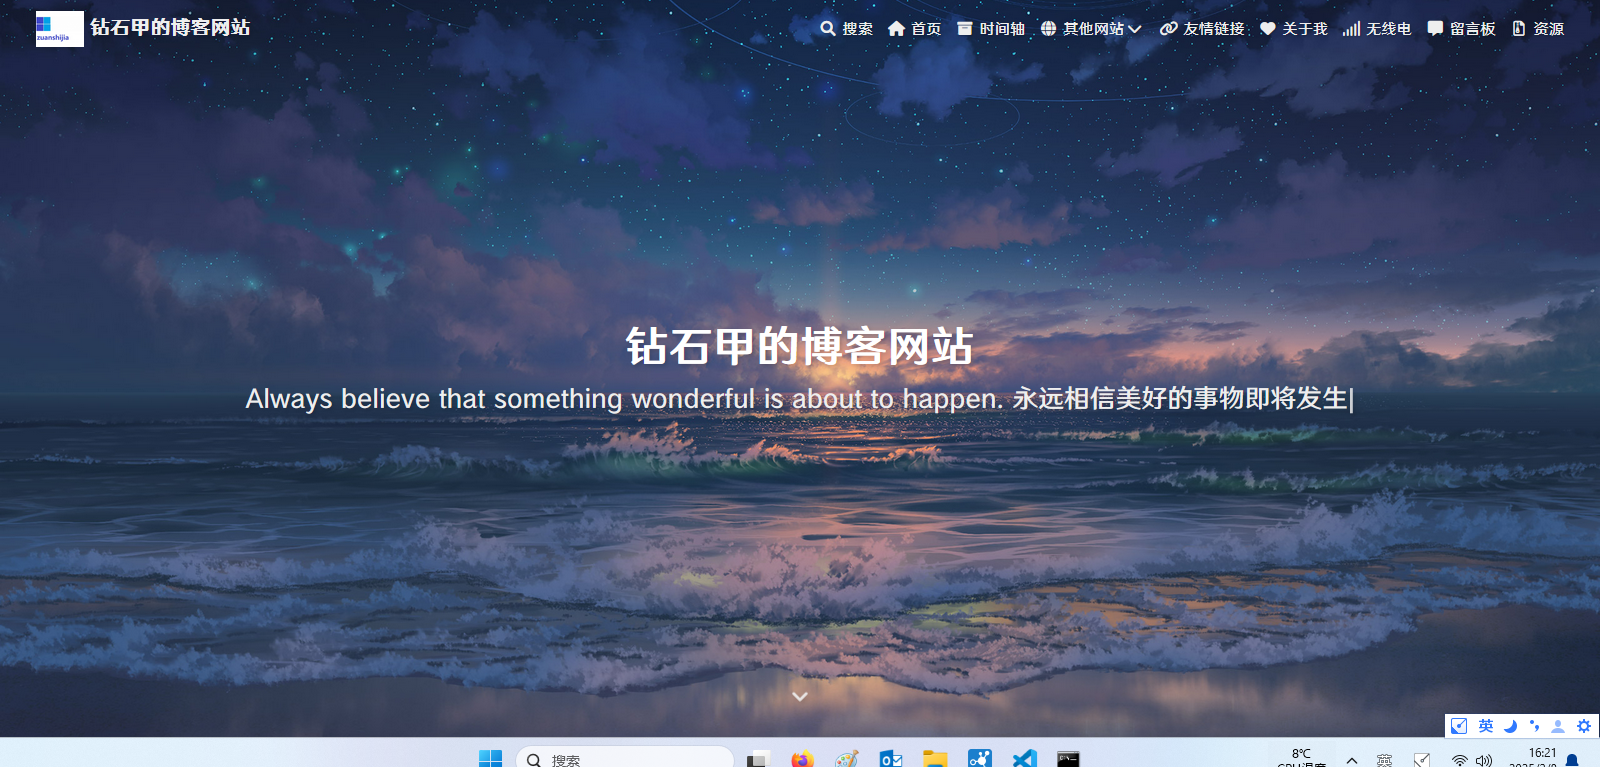 zuanshijia
钻石甲的博客网站
搜索 首页 时间轴 其他网站 友情链接 关于我 无线电 留言板 资源
钻石甲的博客网站
Always believe that something wonderful is about to happen. 永远相信美好的事物即将发生|
英
搜索
8℃
英
16:21